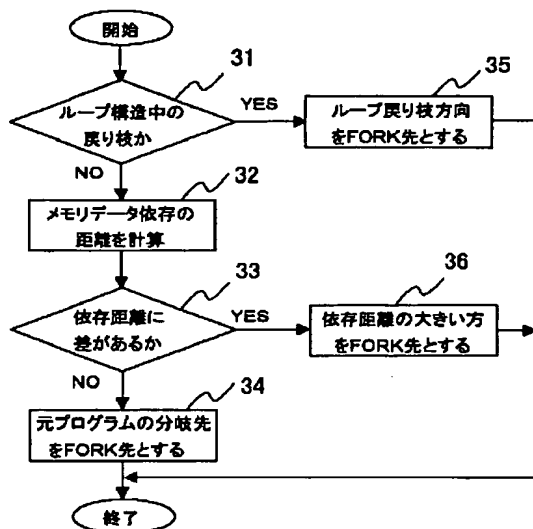 開始
31
ループ構造中の
戻り枝か
YES
35
ループ戻り枝方向
をFORK先とする
NO
32
メモリデータ依存の
距離を計算
33
依存距離に
差があるか
YES
36
依存距離の大きい方
をFORK先とする
NO
34
元プログラムの分岐先
をFORK先とする
終了